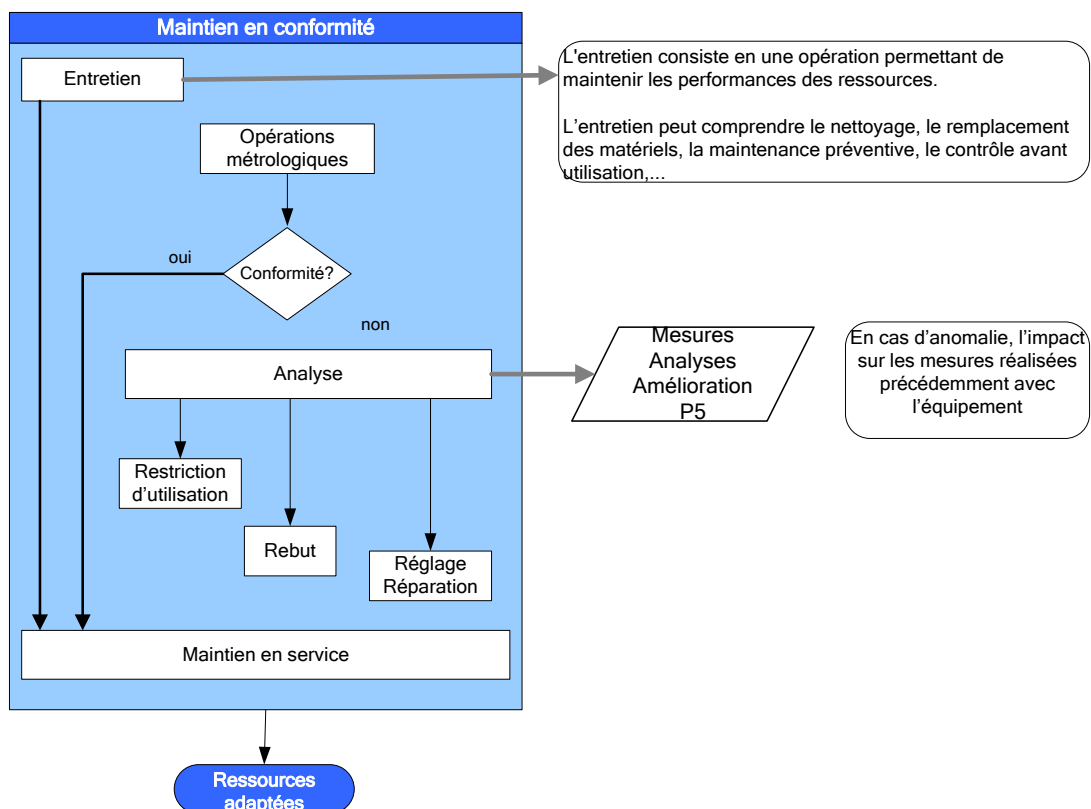 Maintien en conformité
Entretien
L'entretien consiste en une opération permettant de
maintenir les performances des ressources.
L’entretien peut comprendre le nettoyage, le remplacement
des matériels, la maintenance préventive, le contrôle avant
utilisation,...
Opérations
métrologiques
oui
Conformité?
non
Analyse
Mesures
Analyses
Amélioration
P5
En cas d’anomalie, l’impact
sur les mesures réalisées
précédemment avec
l’équipement
Restriction
d’utilisation
Rebut
Réglage
Réparation
Maintien en service
Ressources
adaptées